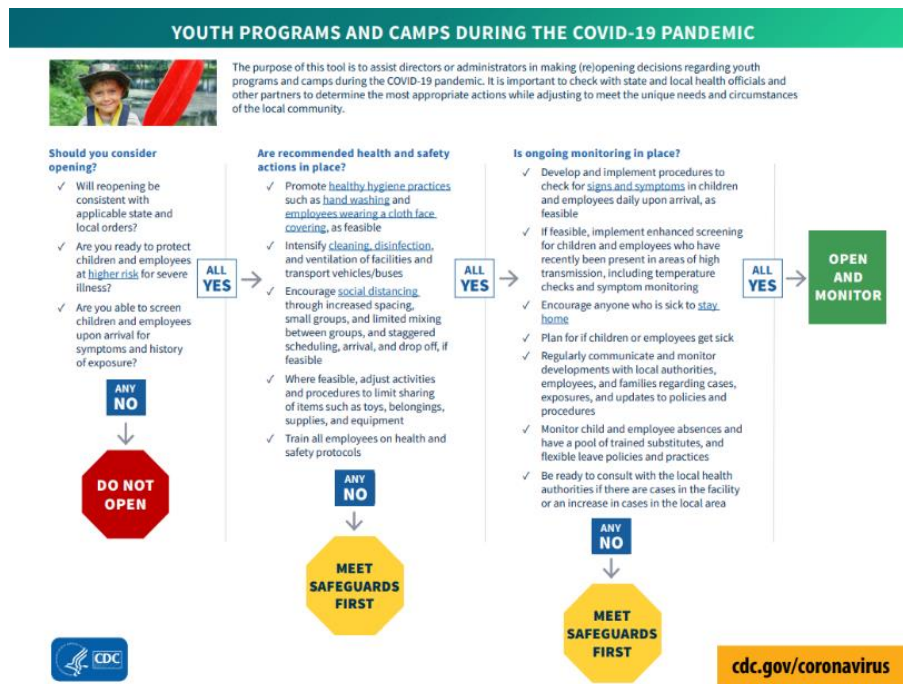 YOUTH PROGRAMS AND CAMPS DURING THE COVID-19 PANDEMIC
The purpose of this tool is to assist directors or administrators in making (re)opening decisions regarding youth
programs and camps during the COVID-19 pandemic. It is important to check with state and local health officials and
other partners to determine the most appropriate actions while adjusting to meet the unique needs and circumstances
of the local community.
Should you consider
opening?
✓ Will reopening be
consistent with
applicable state and
local orders?
✓ Are you ready to protect
children and employees
at higher risk for severe
illness?
✓ Are you able to screen
children and employees
upon arrival for
symptoms and history
of exposure?
ANY
NO
DO NOT
OPEN
ALL
YES
Are recommended health and safety
actions in place?
✓ Promote healthy hygiene practices
such as hand washing and
employees wearing a cloth face
covering, as feasible
✓ Intensify cleaning, disinfection,
and ventilation of facilities and
transport vehicles/buses
✓ Encourage social distancing
through increased spacing,
small groups, and limited mixing
between groups, and staggered
scheduling, arrival, and drop off, if
feasible
✓ Where feasible, adjust activities
and procedures to limit sharing
of items such as toys, belongings,
supplies, and equipment
✓ Train all employees on health and
safety protocols
ANY
NO
MEET
SAFEGUARDS
FIRST
ALL
YES
Is ongoing monitoring in place?
✓ Develop and implement procedures to
check for signs and symptoms in children
and employees daily upon arrival, as
feasible
✓ If feasible, implement enhanced screening
for children and employees who have
recently been present in areas of high
transmission, including temperature
checks and symptom monitoring
✓ Encourage anyone who is sick to stay
home
✓ Plan for if children or employees get sick
✓ Regularly communicate and monitor
developments with local authorities,
employees, and families regarding cases,
exposures, and updates to policies and
procedures
✓ Monitor child and employee absences and
have a pool of trained substitutes, and
flexible leave policies and practices
✓ Be ready to consult with the local health
authorities if there are cases in the facility
or an increase in cases in the local area
ANY
NO
MEET
SAFEGUARDS
FIRST
ALL
YES
OPEN
AND
MONITOR
CDC
cdc.gov/coronavirus